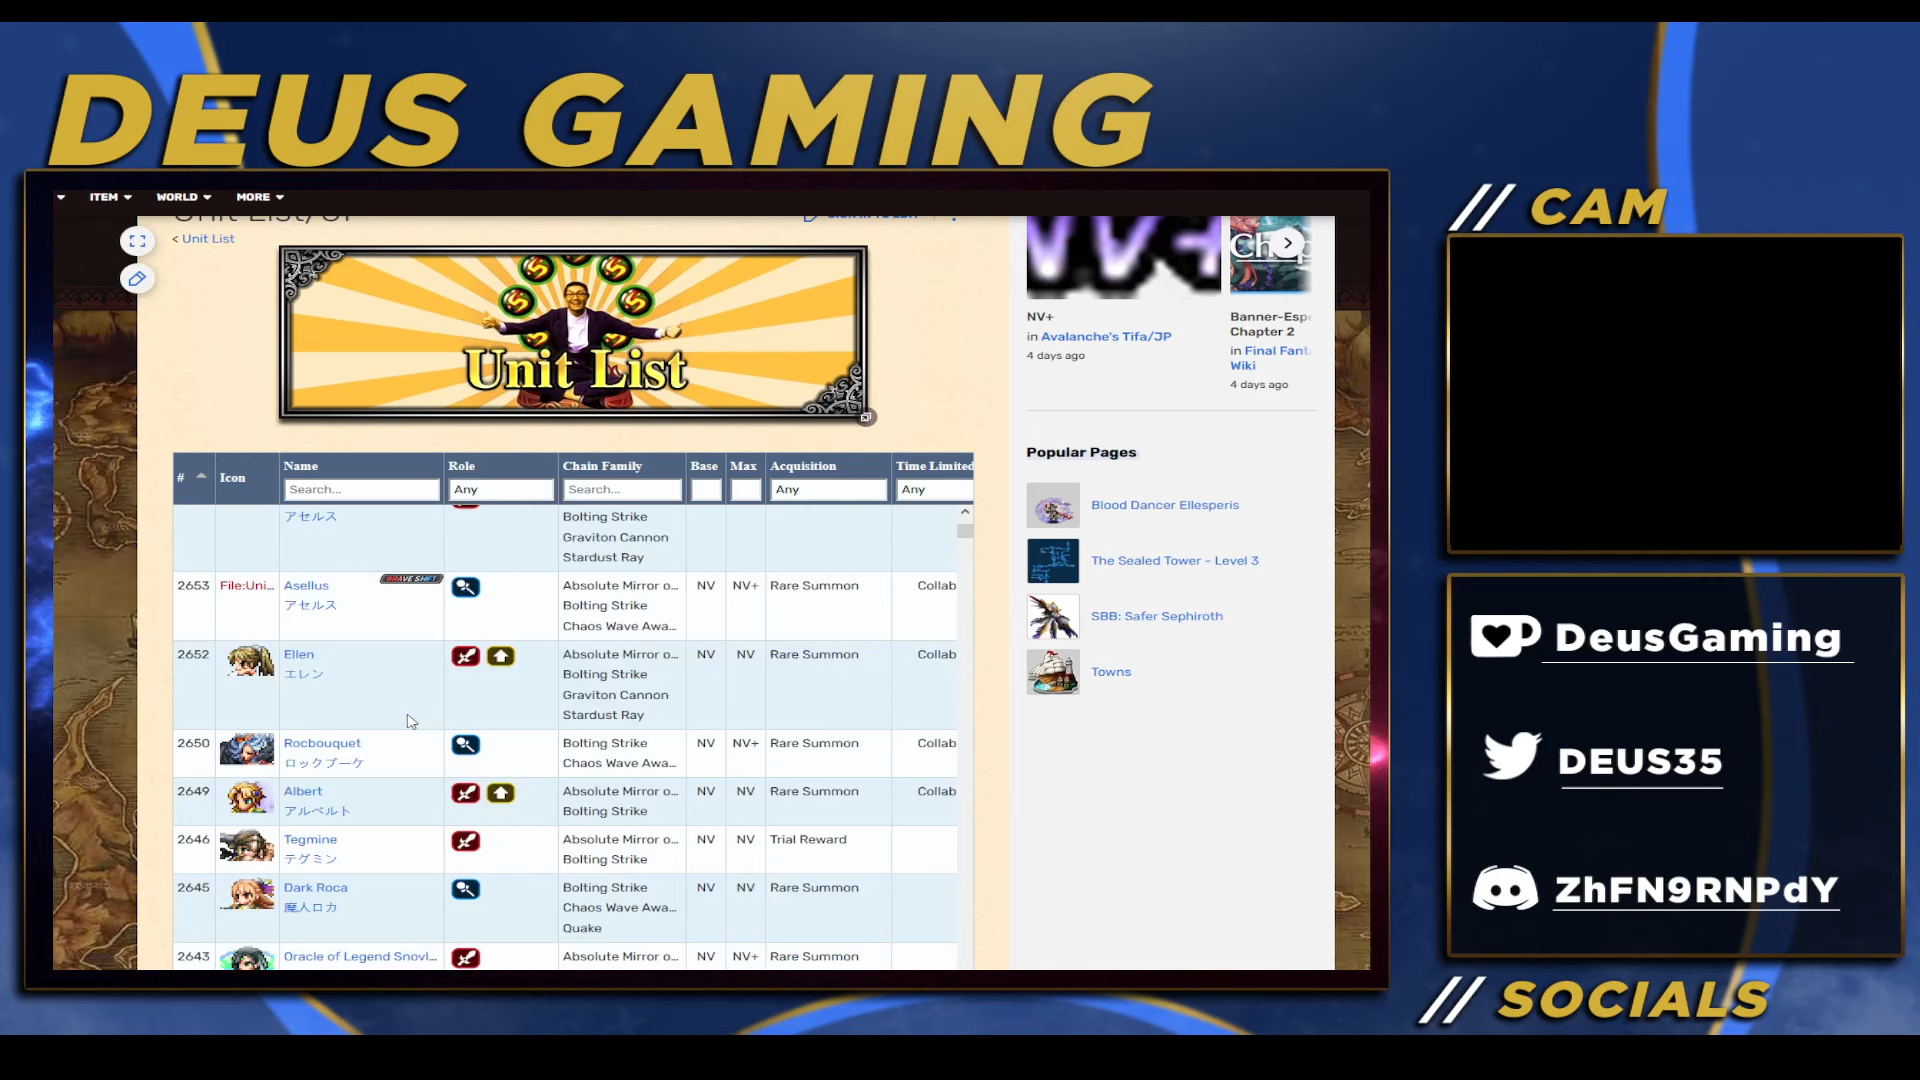 DEUS GAMING
ITEM
WORLD
MORE
Unit List/JP
< Unit List
Unit List
# Icon Name Role Chain Family Base Max Acquisition Time Limited
Search... Any Search... Any Any
アセルス
Bolting Strike
Graviton Cannon
Stardust Ray
2653 File:Uni... Asellus BRAVE SHIFT Absolute Mirror o... NV NV+ Rare Summon Collab
アセルス Bolting Strike
Chaos Wave Awa...
2652 Ellen Absolute Mirror o... NV NV Rare Summon Collab
エレン Bolting Strike
Graviton Cannon
Stardust Ray
2650 Rocbouquet Bolting Strike NV NV+ Rare Summon Collab
ロックブーケ Chaos Wave Awa...
2649 Albert Absolute Mirror o... NV NV Rare Summon Collab
アルベルト Bolting Strike
2646 Tegmine Absolute Mirror o... NV NV Trial Reward
テグミン Bolting Strike
2645 Dark Roca Bolting Strike NV NV Rare Summon
魔人ロカ Chaos Wave Awa...
Quake
2643 Oracle of Legend Snovl... Absolute Mirror o... NV NV+ Rare Summon
NV+
Chap
NV+
in Avalanche's Tifa/JP
4 days ago
Banner-Espe
Chapter 2
in Final Fant
Wiki
4 days ago
Popular Pages
Blood Dancer Ellesperis
The Sealed Tower - Level 3
SBB: Safer Sephiroth
Towns
// CAM
DeusGaming
DEUS35
ZhFN9RNPdY
// SOCIALS